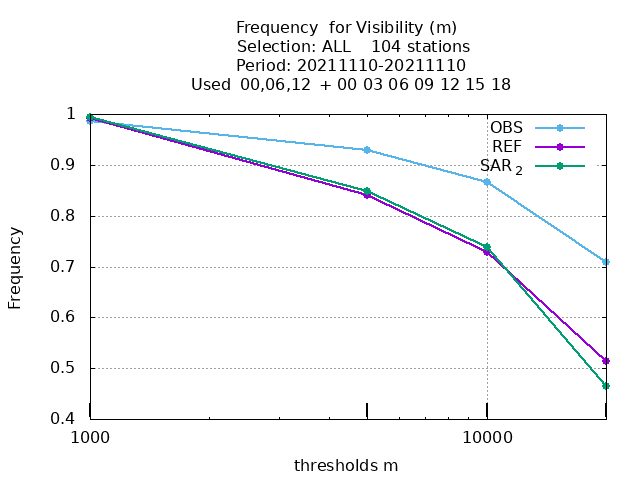 Frequency  for Visibility (m)
Selection: ALL    104 stations
Period: 20211110-20211110
Used  00,06,12  + 00 03 06 09 12 15 18
OBS
REF
SAR 2
1
0.9
0.8
0.7
0.6
0.5
0.4
Frequency
1000
10000
thresholds m